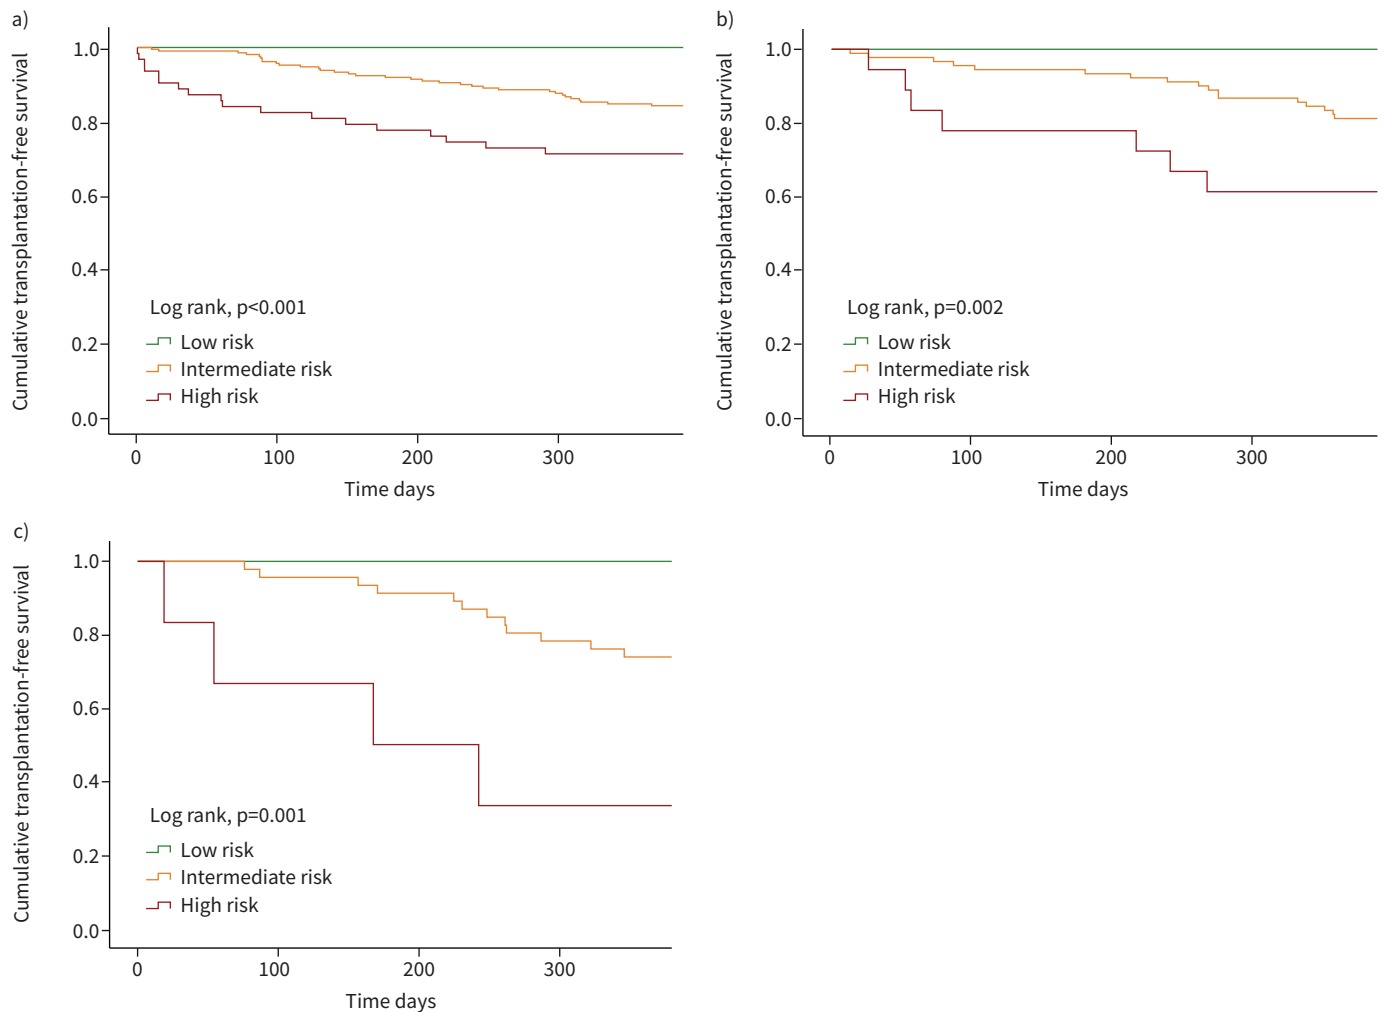 a)
Cumulative transplantation-free survival
1.0
0.8
0.6
0.4
0.2
0.0
Log rank, p<0.001
Low risk
Intermediate risk
High risk
0 100 200 300
Time days
b)
Cumulative transplantation-free survival
1.0
0.8
0.6
0.4
0.2
0.0
Log rank, p=0.002
Low risk
Intermediate risk
High risk
0 100 200 300
Time days
c)
Cumulative transplantation-free survival
1.0
0.8
0.6
0.4
0.2
0.0
Log rank, p=0.001
Low risk
Intermediate risk
High risk
0 100 200 300
Time days